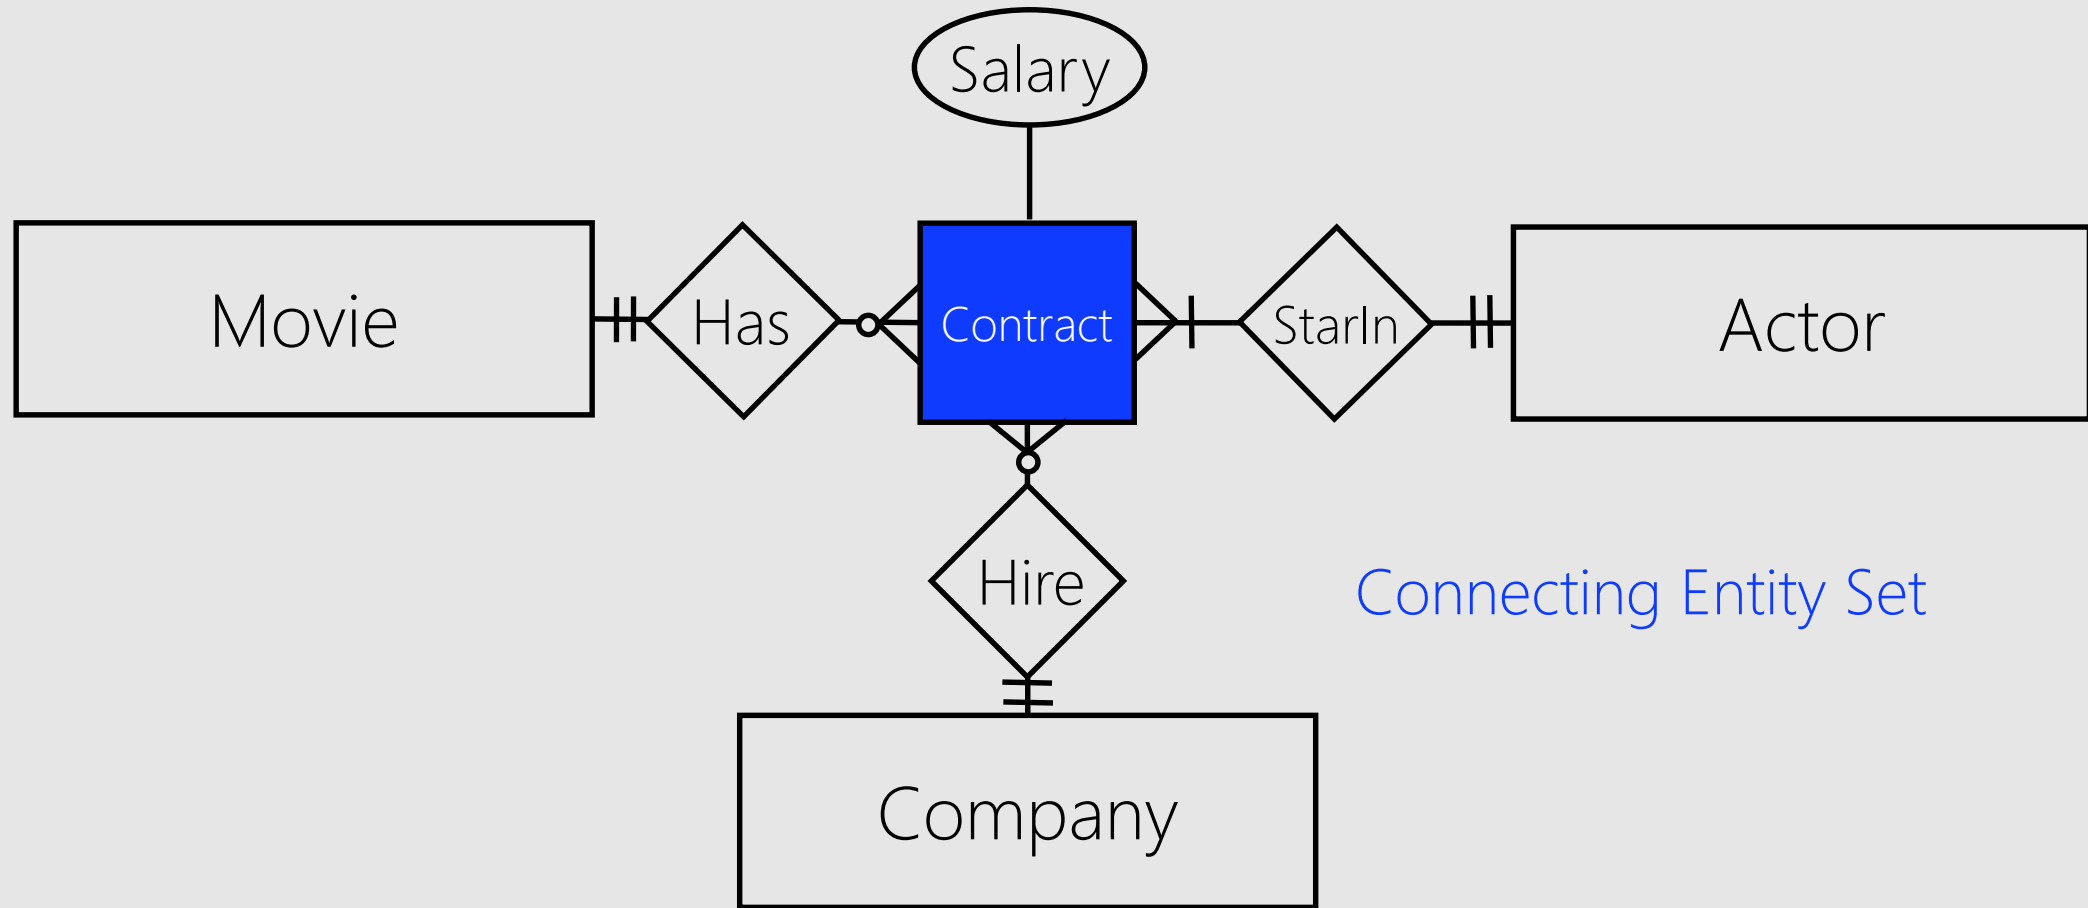 Salary
Movie
Has
Contract
StarIn
Actor
Hire
Connecting Entity Set
Company